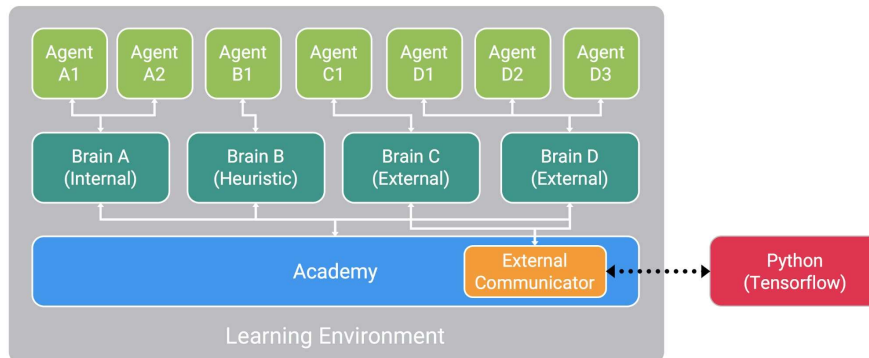 Agent
A1
Agent
A2
Agent
B1
Agent
C1
Agent
D1
Agent
D2
Agent
D3
Brain A
(Internal)
Brain B
(Heuristic)
Brain C
(External)
Brain D
(External)
Academy
External
Communicator
Python
(Tensorflow)
Learning Environment